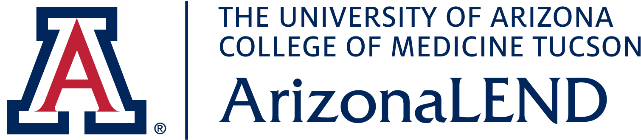 A®
THE UNIVERSITY OF ARIZONA
COLLEGE OF MEDICINE TUCSON
ArizonaLEND